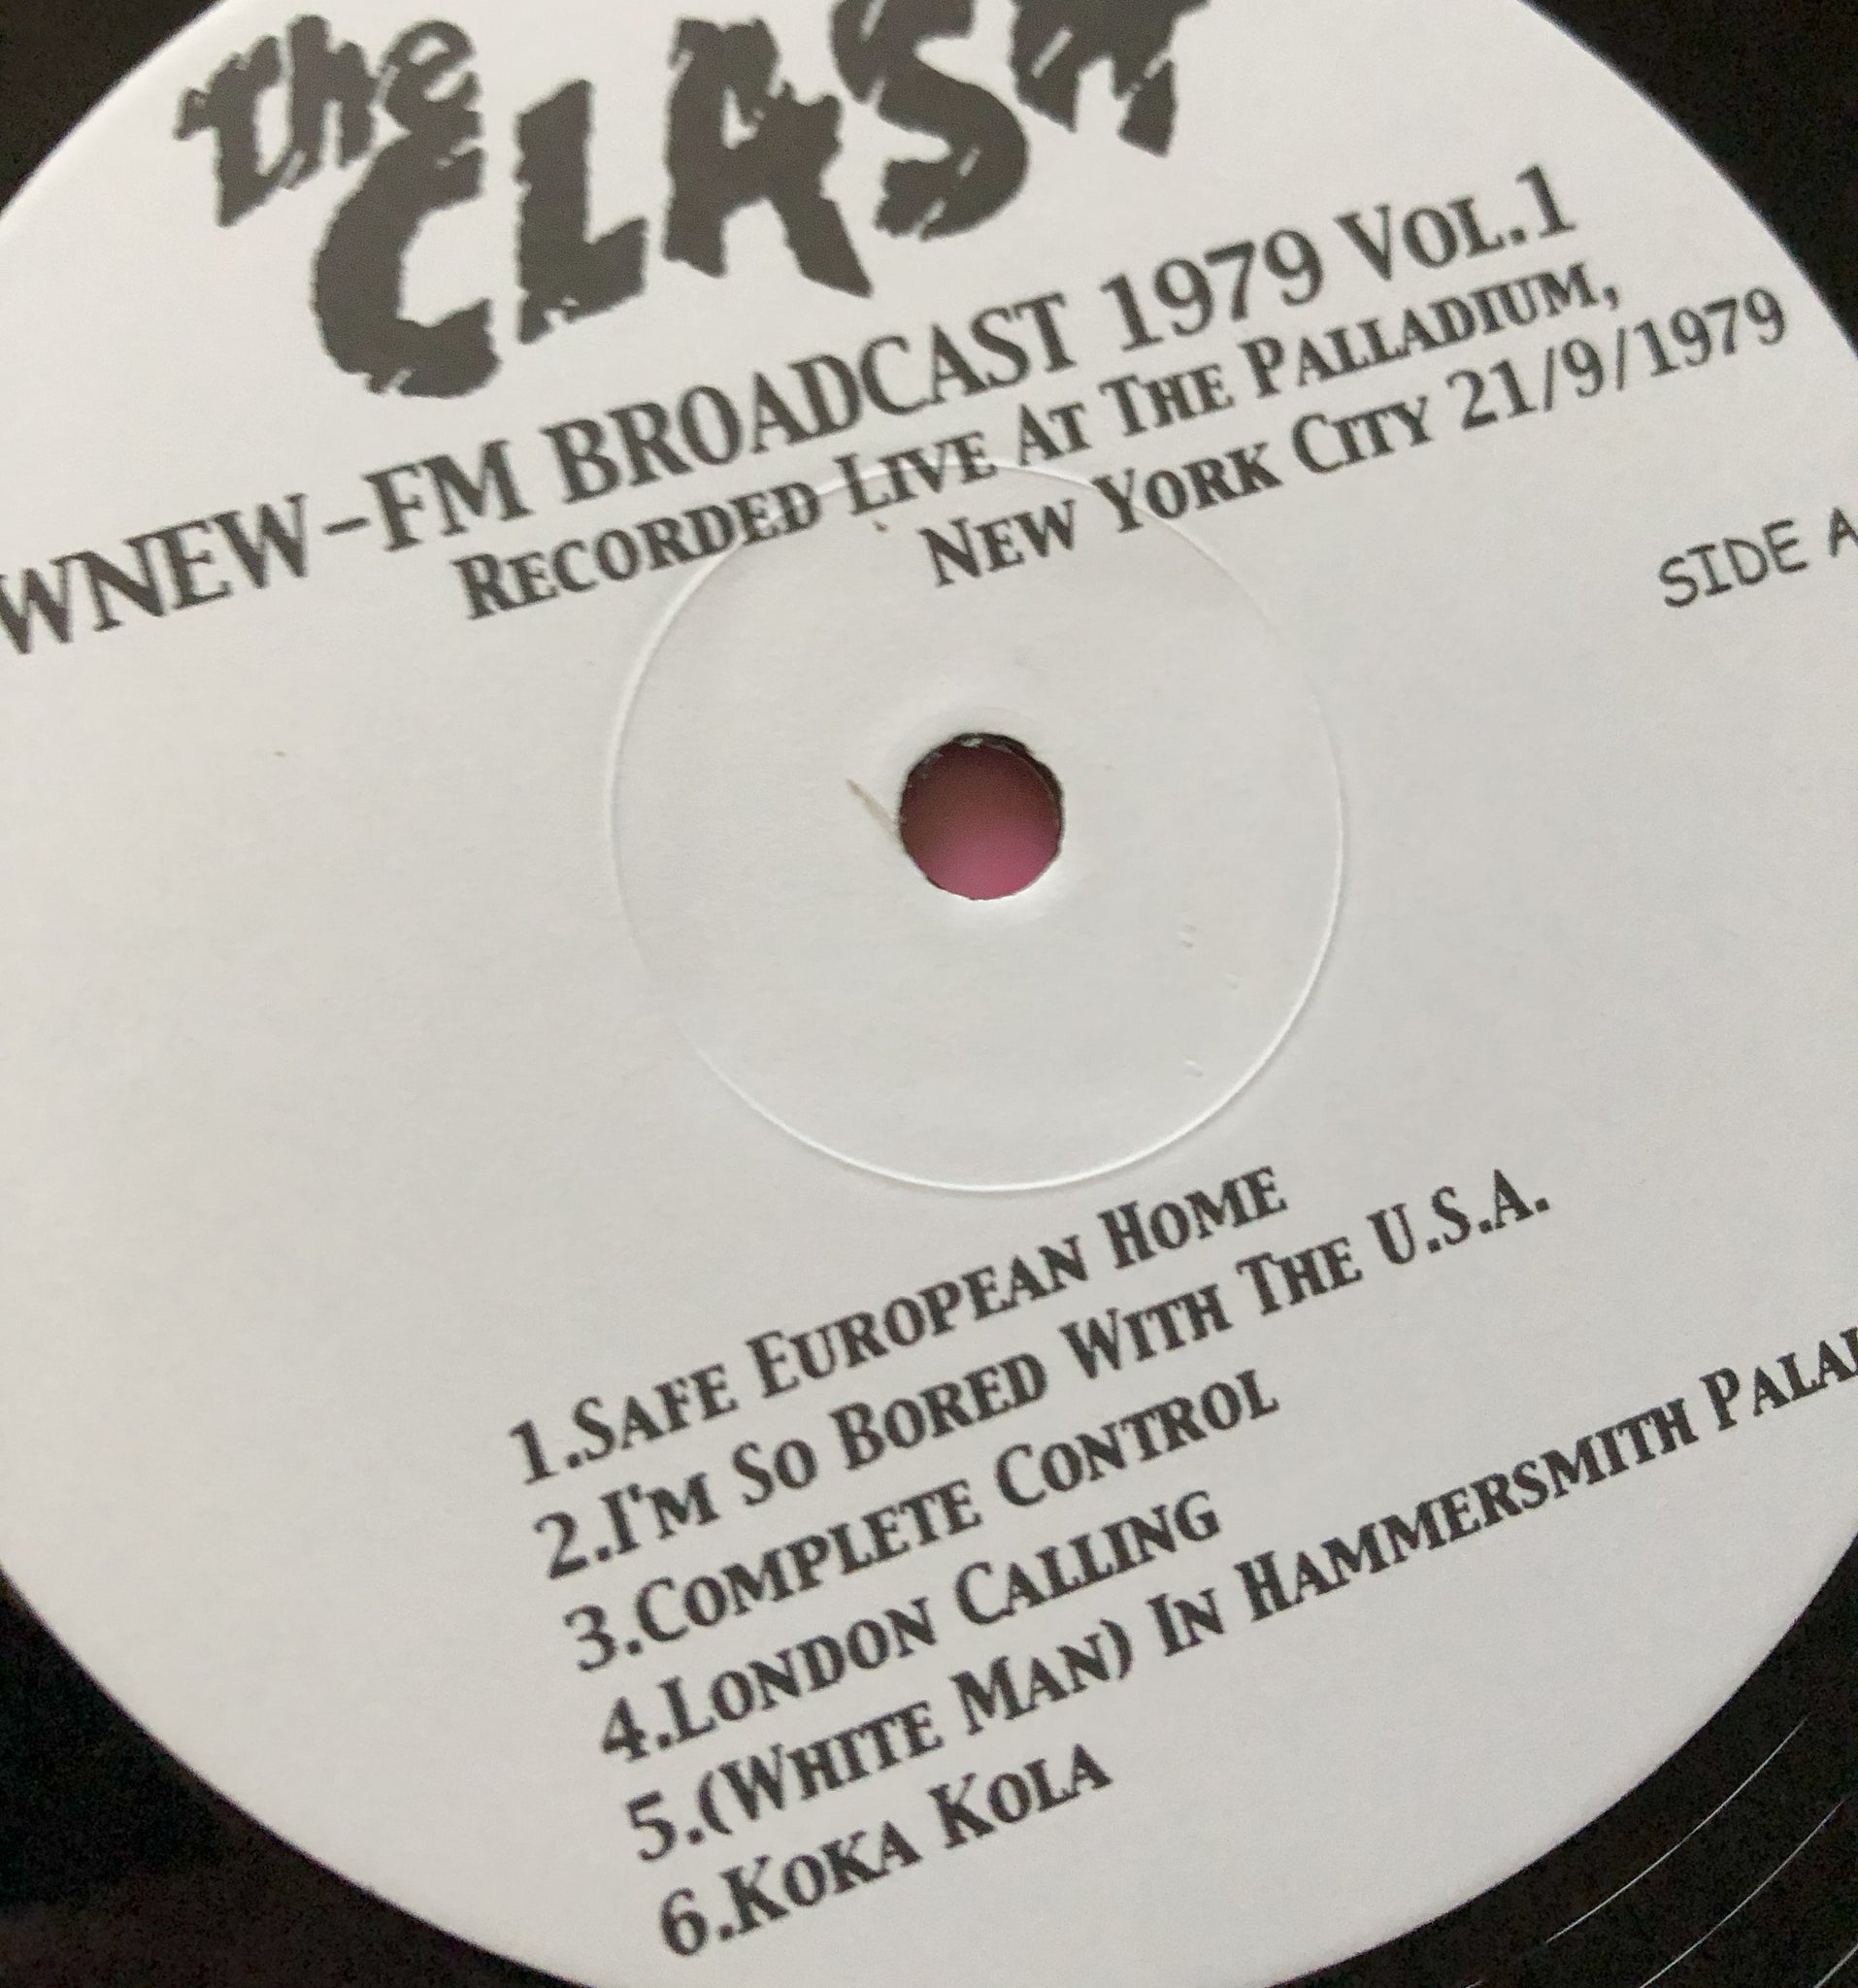 The
CLASH
WNEW-FM BROADCAST 1979 VOL.1
RECORDED LIVE AT THE PALLADIUM,
NEW YORK CITY 21/9/1979
SIDE A
1.SAFE EUROPEAN HOME
2.I'M SO BORED WITH THE U.S.A.
3.COMPLETE CONTROL
4.LONDON CALLING
5.(WHITE MAN) IN HAMMERSMITH
6.KOKA KOLA